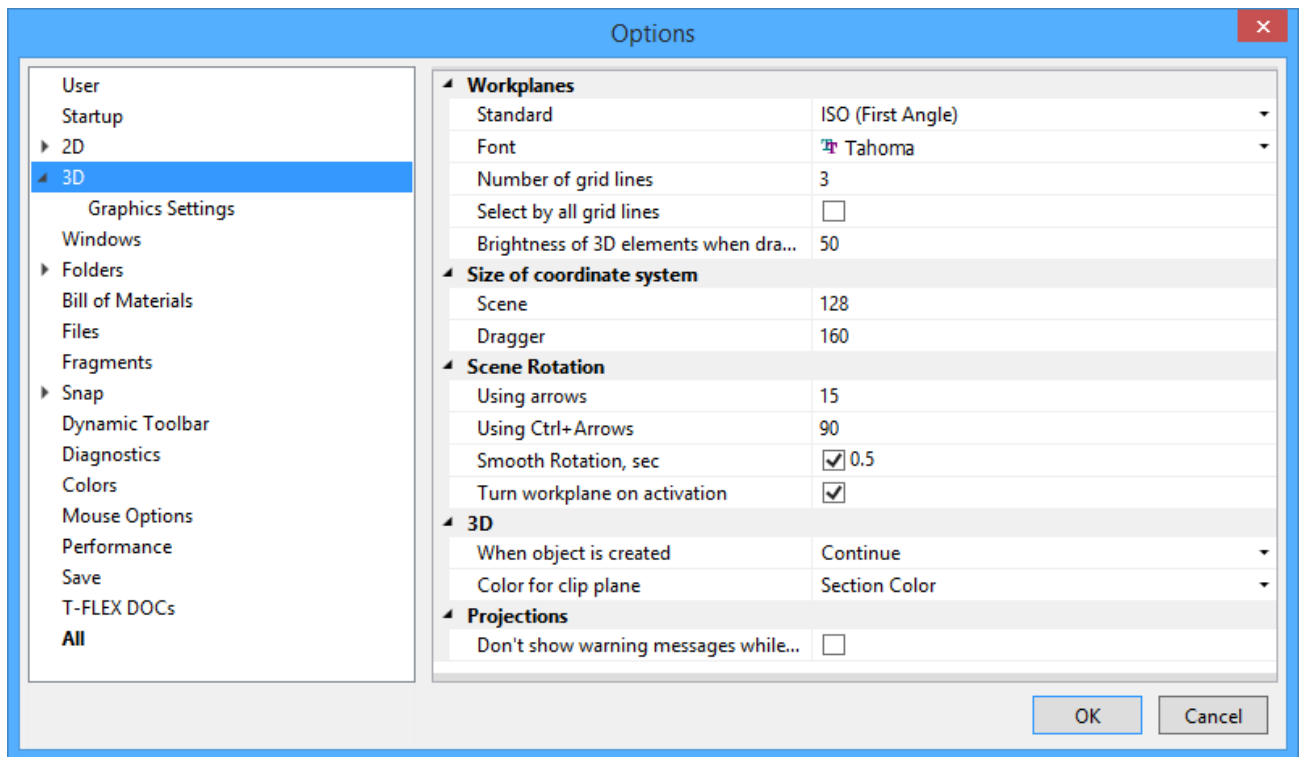 Options
User
Startup
2D
3D
Graphics Settings
Windows
Folders
Bill of Materials
Files
Fragments
Snap
Dynamic Toolbar
Diagnostics
Colors
Mouse Options
Performance
Save
T-FLEX DOCs
All
Workplanes
Standard ISO (First Angle)
Font Tahoma
Number of grid lines 3
Select by all grid lines
Brightness of 3D elements when dra... 50
Size of coordinate system
Scene 128
Dragger 160
Scene Rotation
Using arrows 15
Using Ctrl+Arrows 90
Smooth Rotation, sec 0.5
Turn workplane on activation
3D
When object is created Continue
Color for clip plane Section Color
Projections
Don't show warning messages while...
OK Cancel